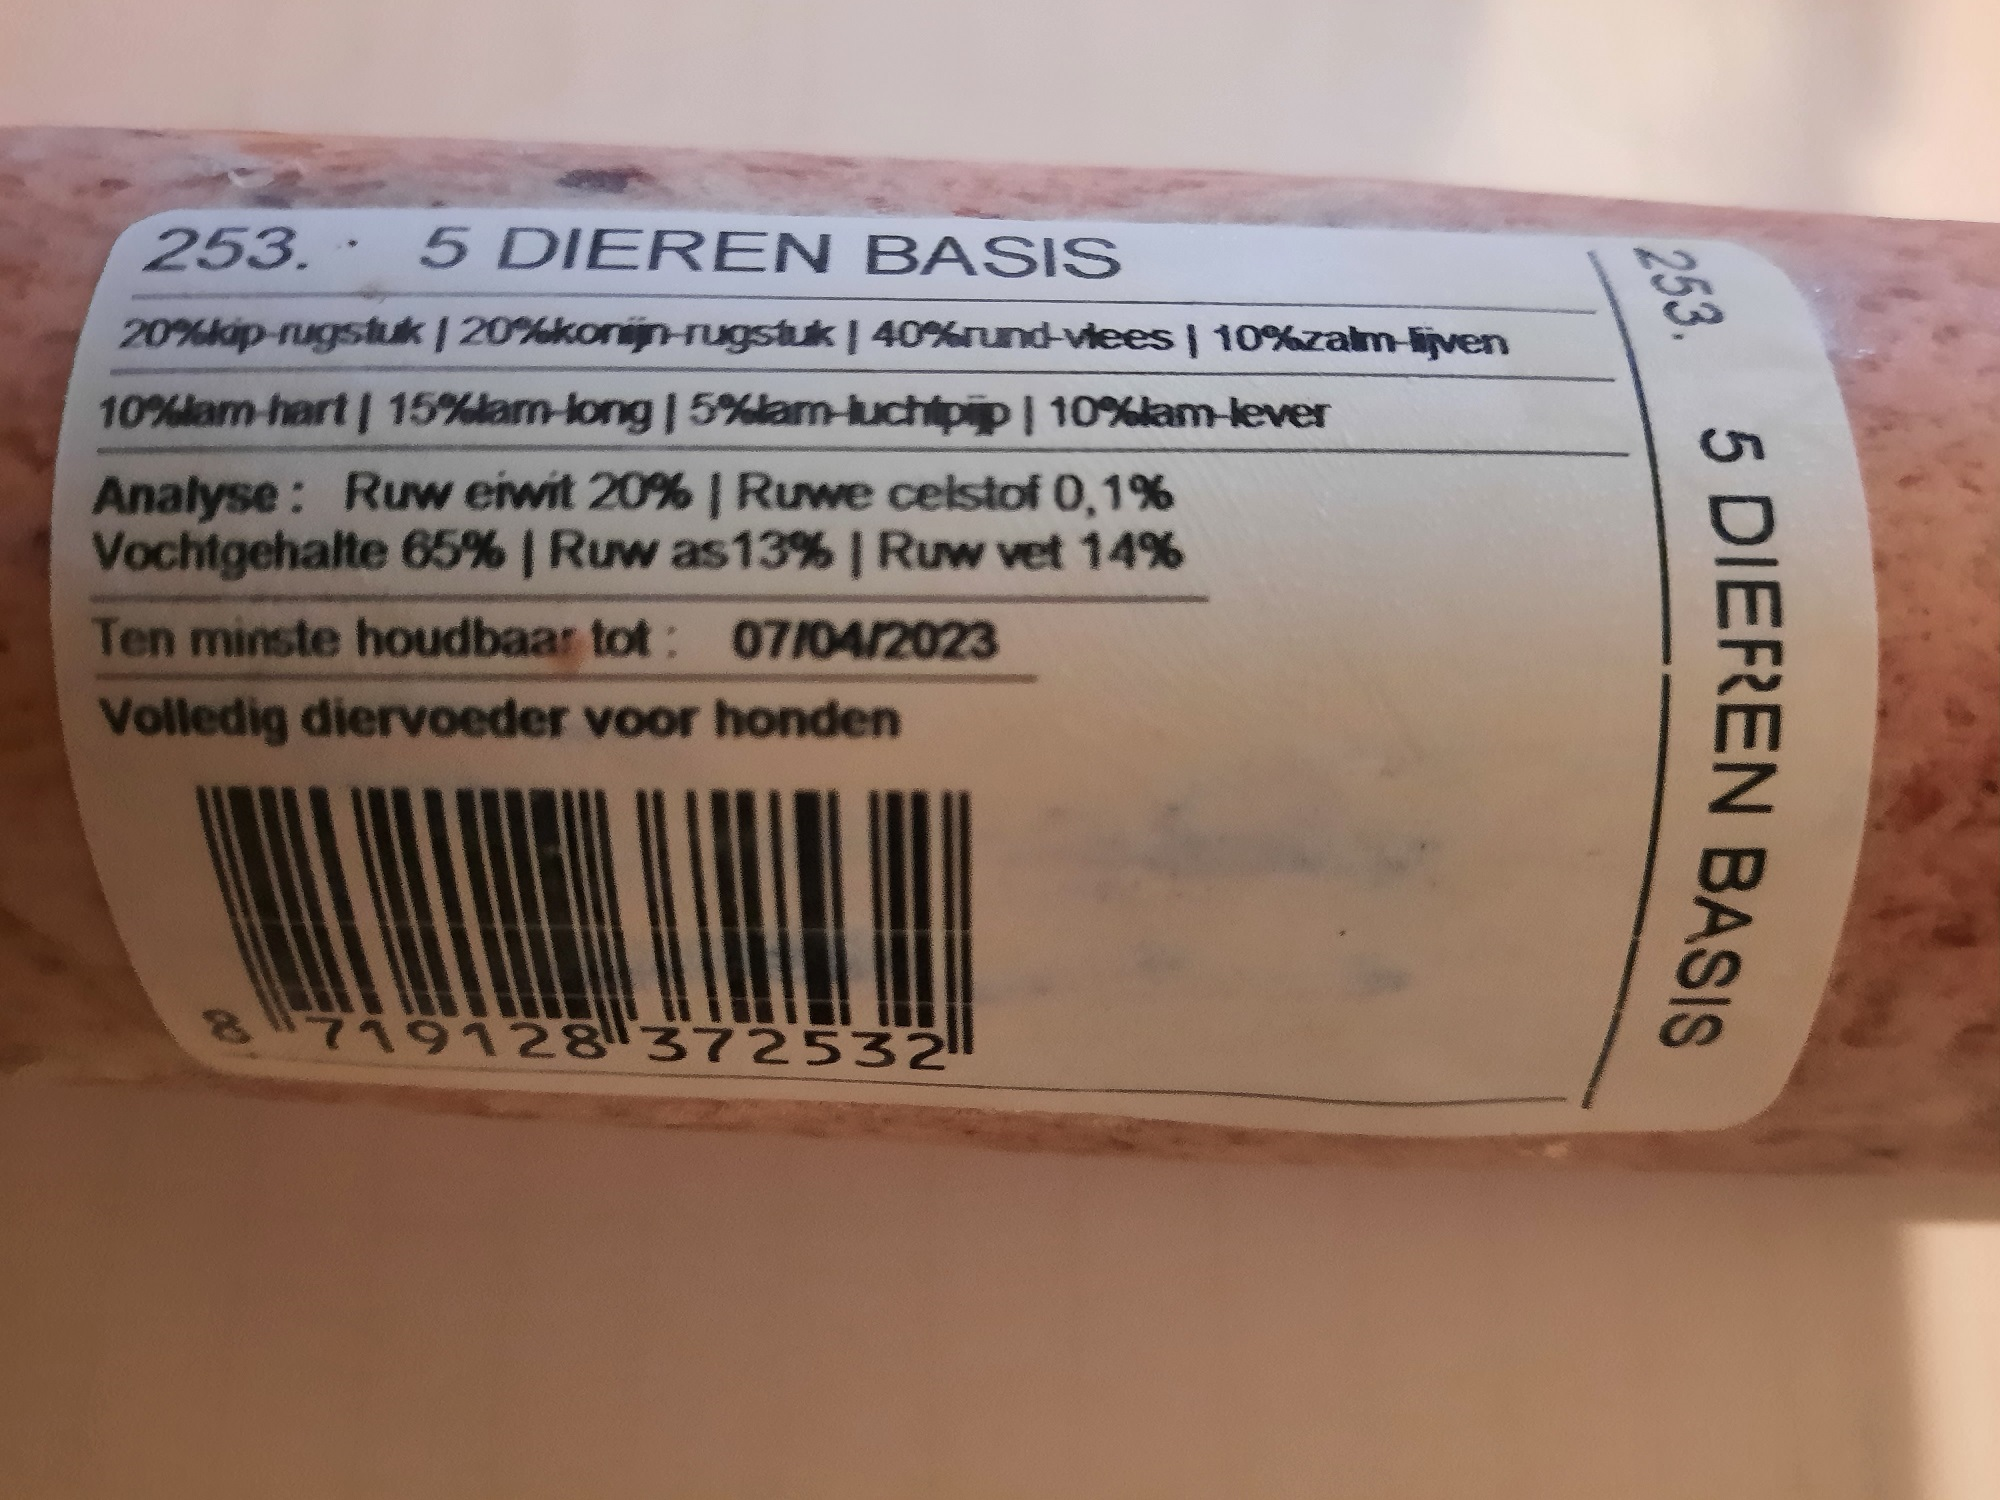 253. 5 DIEREN BASIS
20%kip-rugstuk | 20%konijn-rugstuk | 40%rund-vlees | 10%zalm-lijven
10%lam-hart | 15%lam-long | 5%lam-luchtpijp | 10%lam-lever
Analyse : Ruw eiwit 20% | Ruwe celstof 0,1%
Vochtgehalte 65% | Ruw as13% | Ruw vet 14%
Ten minste houdbaar tot : 07/04/2023
Volledig diervoeder voor honden
8 719128 372532
253. 5 DIEREN BASIS